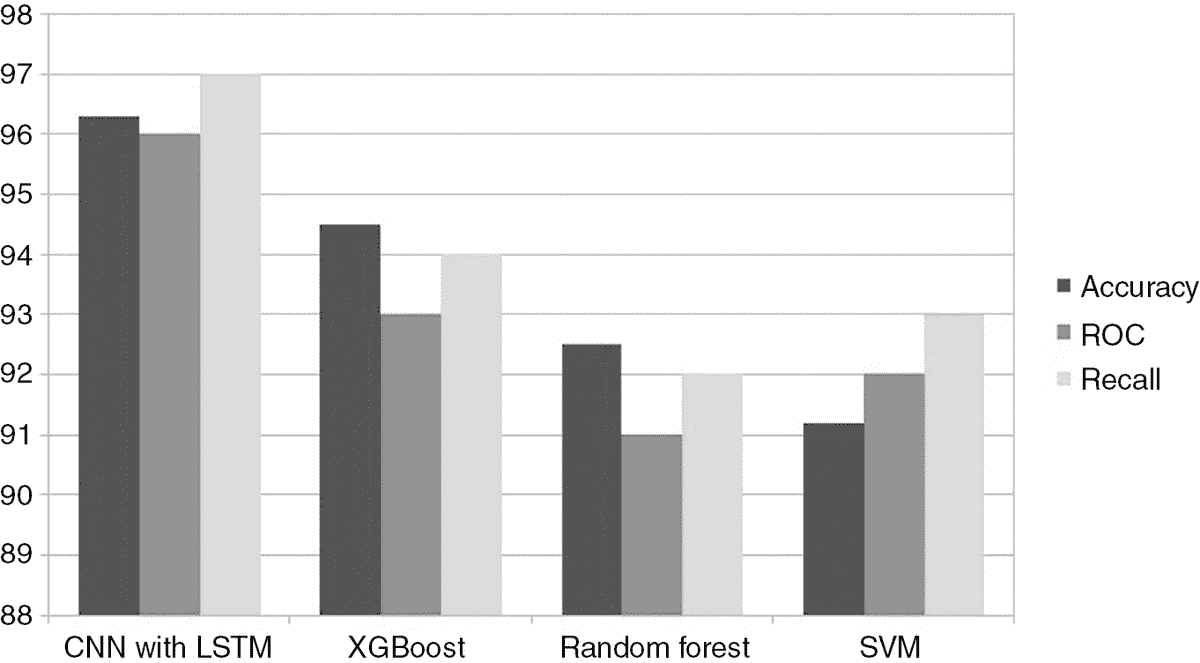 98
97
96
95
94
93
92
91
90
89
88
CNN with LSTM
XGBoost
Random forest
SVM
Accuracy
ROC
Recall